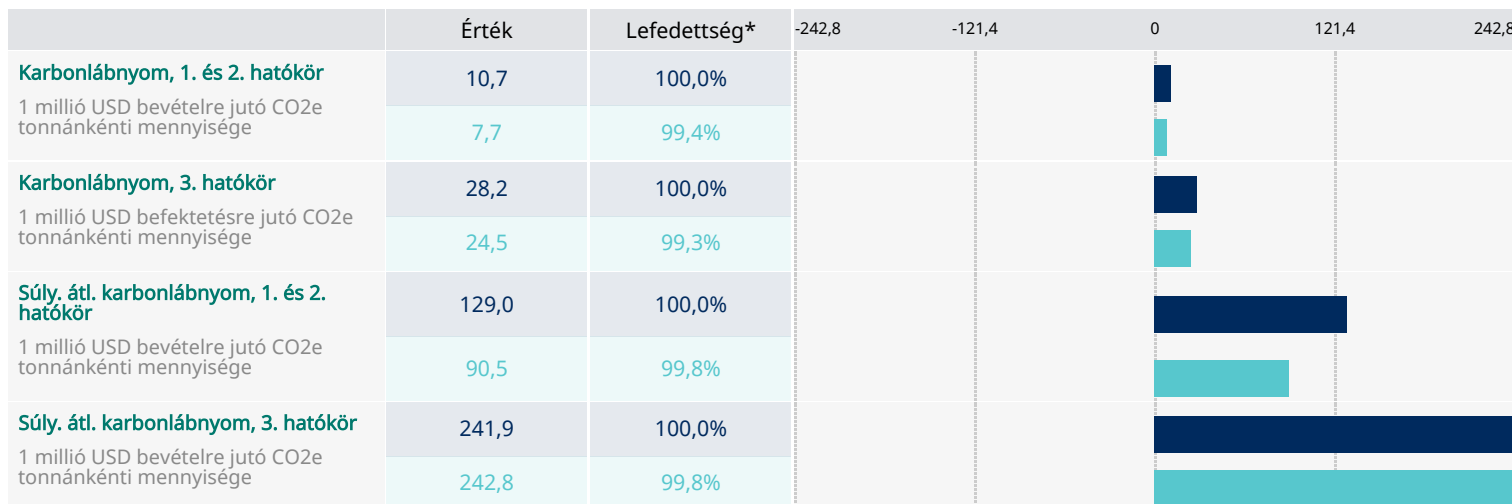 Érték Lefedettség* -242,8 -121,4 0 121,4 242,8
Karbonlábnyom, 1. és 2. hatókör
1 millió USD bevételre jutó CO2e
tonnánkénti mennyisége
10,7 100,0%
7,7 99,4%
Karbonlábnyom, 3. hatókör
1 millió USD befektetésre jutó CO2e
tonnánkénti mennyisége
28,2 100,0%
24,5 99,3%
Súly. átl. karbonlábnyom, 1. és 2.
hatókör
1 millió USD bevételre jutó CO2e
tonnánkénti mennyisége
129,0 100,0%
90,5 99,8%
Súly. átl. karbonlábnyom, 3. hatókör
1 millió USD bevételre jutó CO2e
tonnánkénti mennyisége
241,9 100,0%
242,8 99,8%